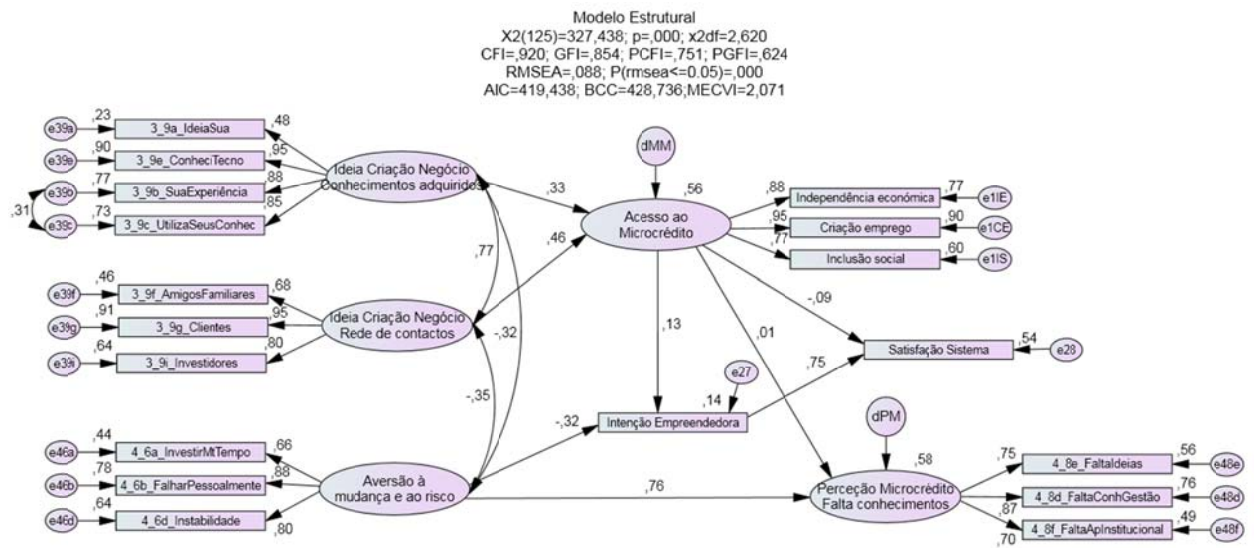 Modelo Estrutural
X2(125)=327,438; p=,000; x2df=2,620
CFI=,920; GFI=,854; PCFI=,751; PGFI=,624
RMSEA=,088; P(rmsea<=0.05)=,000
AIC=419,438; BCC=428,736;MECVI=2,071
e39a
,23
3_9a_IdeiaSua
,48
e39e
,90
3_9e_ConheciTecno
,95
e39b
,77
3_9b_SuaExperiência
,88
e39c
,73
3_9c_UtilizaSeusConhec
,85
,31
Ideia Criação Negócio
Conhecimentos adquiridos
,33
,46
,77
-,32
-,35
e39f
,46
3_9f_AmigosFamiliares
,68
e39g
,91
3_9g_Clientes
,95
e39i
,64
3_9i_Investidores
,80
Ideia Criação Negócio
Rede de contactos
e46a
,44
4_6a_InvestirMtTempo
,66
e46b
,78
4_6b_FalharPessoalmente
,88
e46d
,64
4_6d_Instabilidade
,80
Aversão à
mudança e ao risco
-,32
,76
dMM
,56
Acesso ao
Microcrédito
,88
Independência económica
,77
e1IE
,95
Criação emprego
,90
e1CE
,77
Inclusão social
,60
e1IS
,13
,01
-,09
e27
,14
Intenção Empreendedora
,75
Satisfação Sistema
,54
e28
dPM
,58
Perceção Microcrédito
Falta conhecimentos
,75
4_8e_FaltaIdeias
,56
e48e
,87
4_8d_FaltaConhGestão
,76
e48d
,70
4_8f_FaltaApInstitucional
,49
e48f